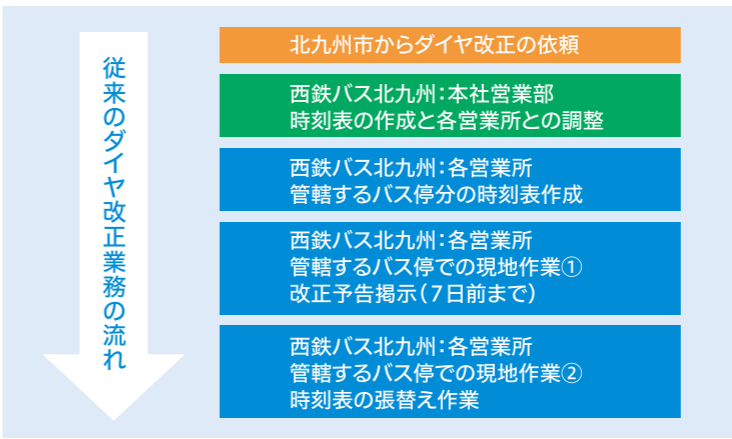 従来のダイヤ改正業務の流れ
北九州市からダイヤ改正の依頼
西鉄バス北九州：本社営業部
時刻表の作成と各営業所との調整
西鉄バス北九州：各営業所
管轄するバス停分の時刻表作成
西鉄バス北九州：各営業所
管轄するバス停での現地作業①
改正予告掲示（7日前まで）
西鉄バス北九州：各営業所
管轄するバス停での現地作業②
時刻表の張替え作業